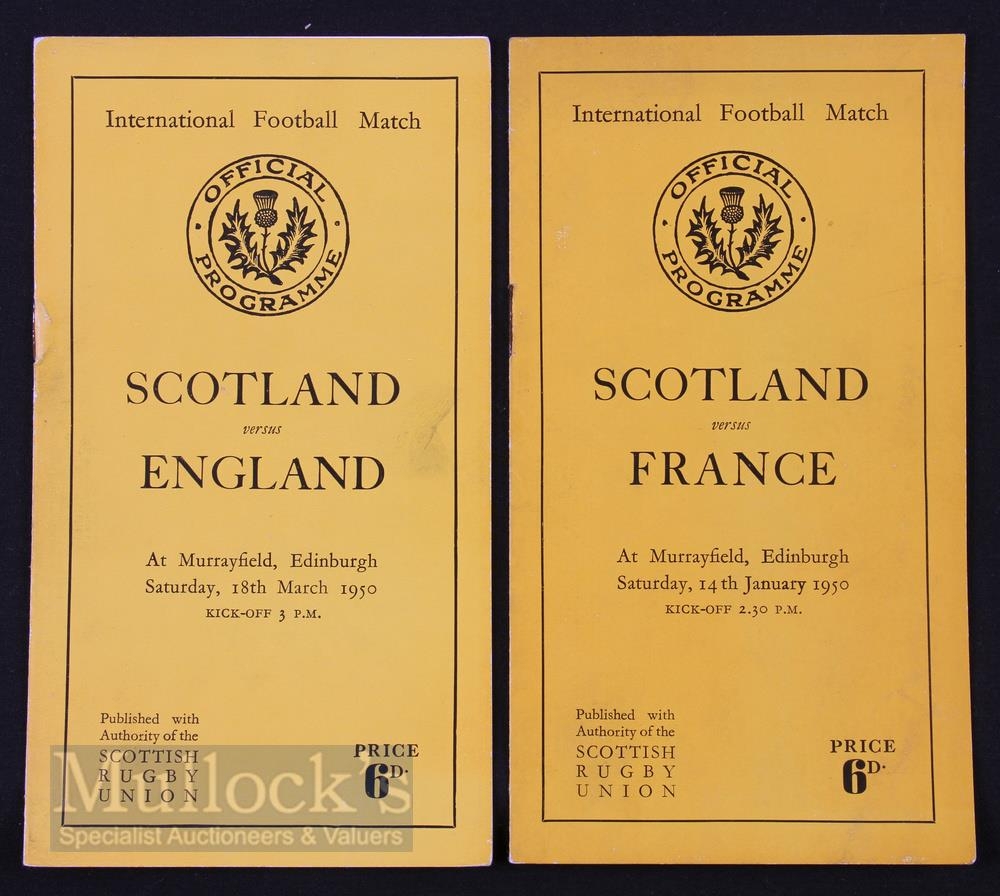 International Football Match
OFFICIAL
PROGRAMME
SCOTLAND
versus
ENGLAND
At Murrayfield, Edinburgh
Saturday, 18th March 1950
KICK-OFF 3 P.M.
Published with
Authority of the
SCOTTISH
RUGBY
UNION
PRICE
6D.
Mullock's
Specialist Auctioneers & Valuers
International Football Match
OFFICIAL
PROGRAMME
SCOTLAND
versus
FRANCE
At Murrayfield, Edinburgh
Saturday, 14th January 1950
KICK-OFF 2.30 P.M.
Published with
Authority of the
SCOTTISH
RUGBY
UNION
PRICE
6D.